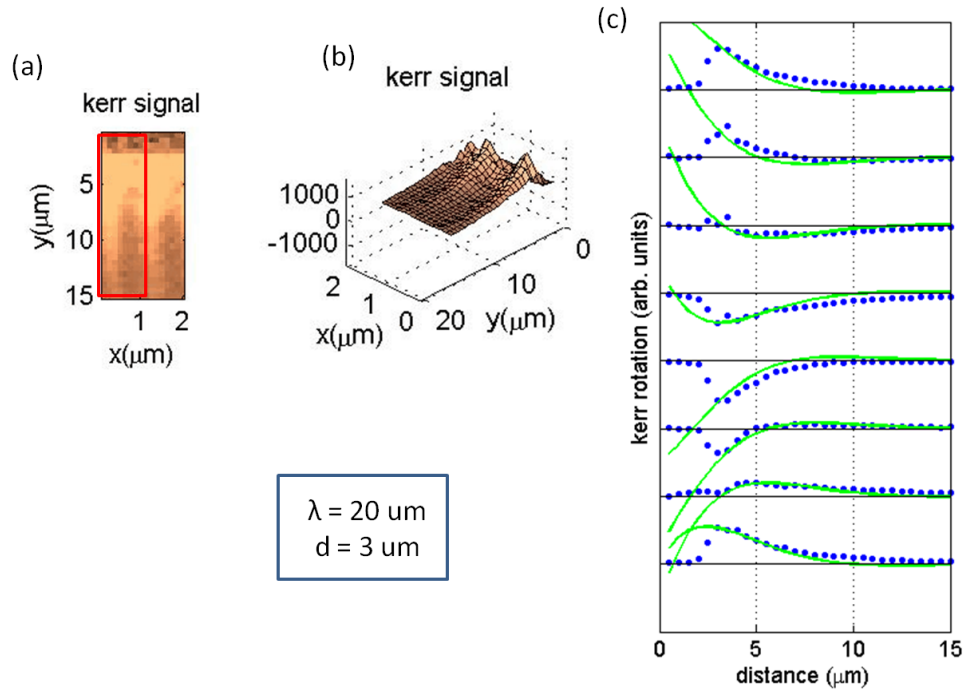 (a)
kerr signal
5
10
15
y(μm)
1 2
x(μm)
(b)
kerr signal
1000
0
-1000
2
1
0
x(μm)
20
10
0
y(μm)
λ = 20 um
d = 3 um
(c)
kerr rotation (arb. units)
0 5 10 15
distance (μm)